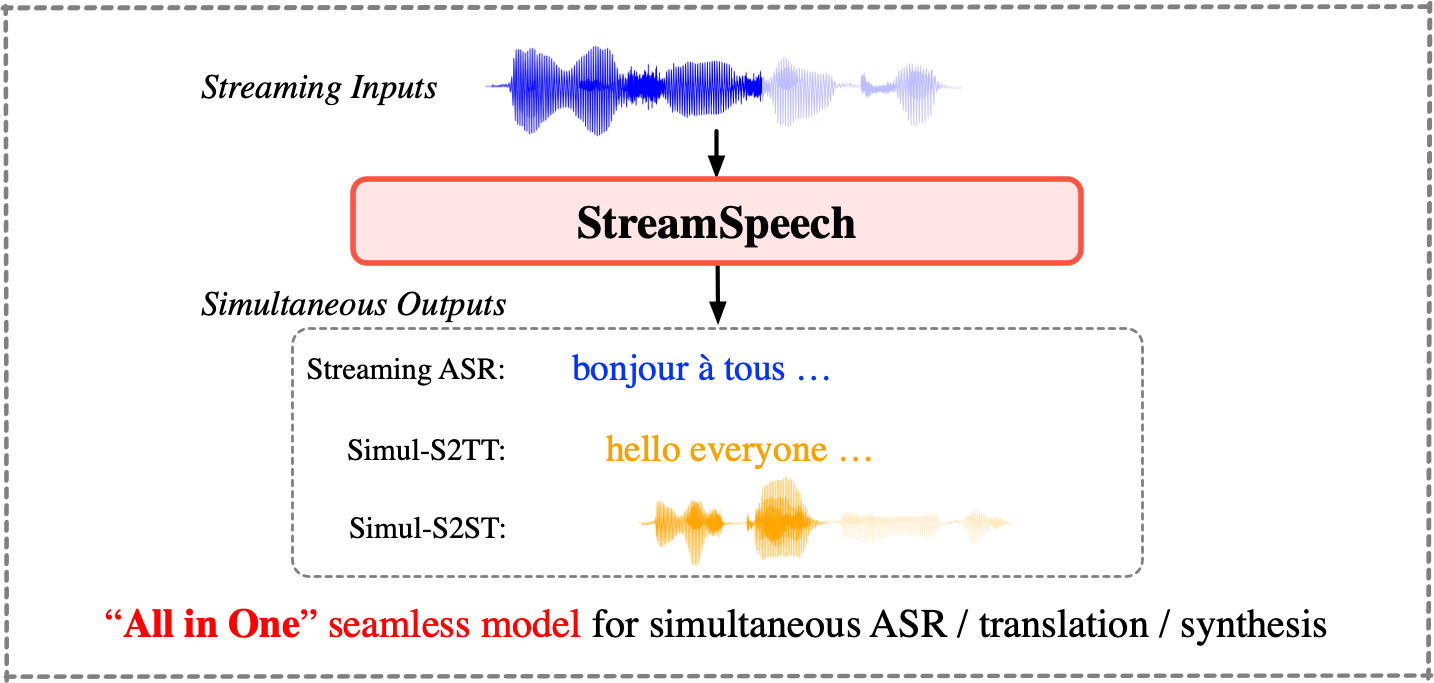 Streaming Inputs
StreamSpeech
Simultaneous Outputs
Streaming ASR: bonjour à tous …
Simul-S2TT: hello everyone …
Simul-S2ST:
“All in One” seamless model for simultaneous ASR / translation / synthesis